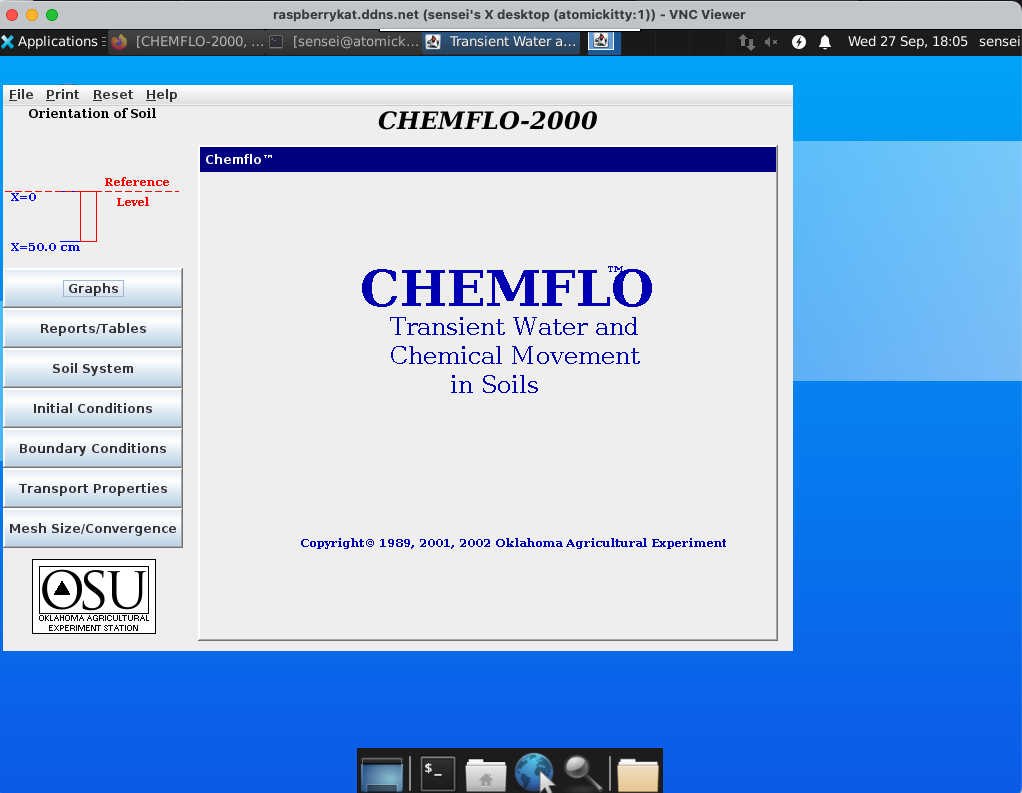 raspberrykat.ddns.net (sensei's X desktop (atomickitty:1)) - VNC Viewer
Applications
[CHEMFLO-2000, ...
[sensei@atomick...
Transient Water a...
Wed 27 Sep, 18:05
sensei
File Print Reset Help
Orientation of Soil
CHEMFLO-2000
Chemflo™
Reference
X=0
Level
X=50.0 cm
Graphs
Reports/Tables
Soil System
Initial Conditions
Boundary Conditions
Transport Properties
Mesh Size/Convergence
OSU
OKLAHOMA AGRICULTURAL
EXPERIMENT STATION
CHEMFLO™
Transient Water and
Chemical Movement
in Soils
Copyright© 1989, 2001, 2002 Oklahoma Agricultural Experiment
$_